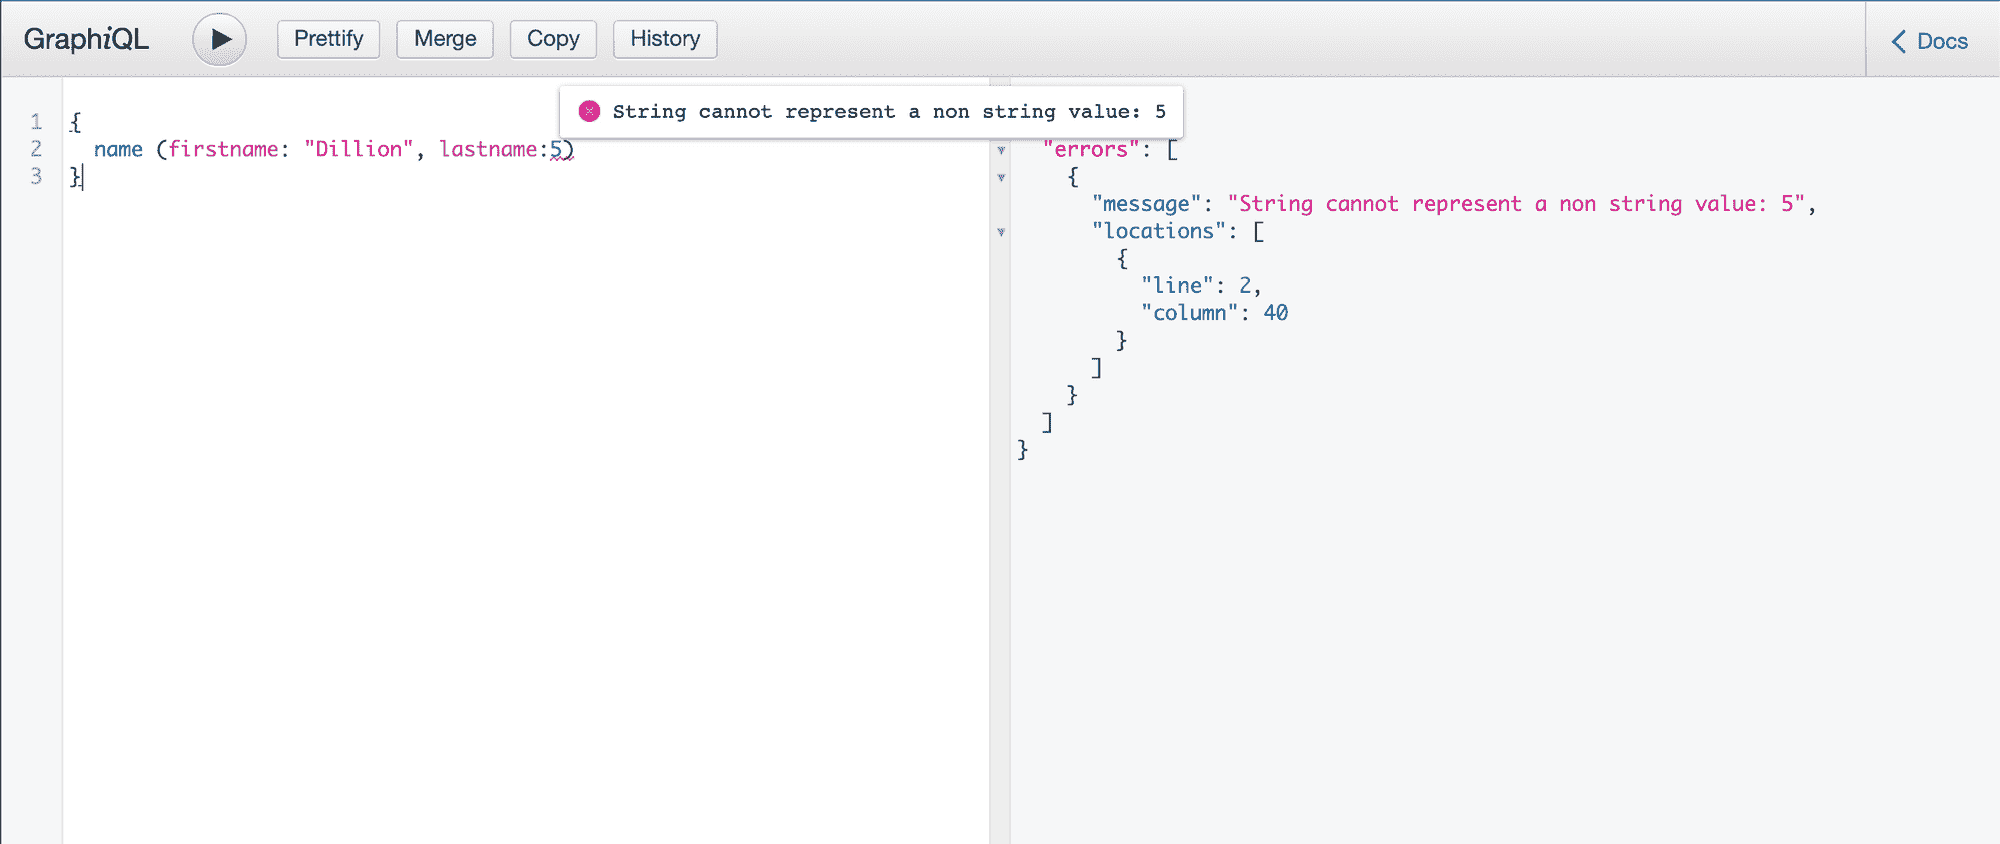 GraphiQL
Prettify
Merge
Copy
History
Docs
String cannot represent a non string value: 5
1 {
2 name (firstname: "Dillion", lastname:5)
3 }
"errors": [
{
"message": "String cannot represent a non string value: 5",
"locations": [
{
"line": 2,
"column": 40
}
]
}
]
}